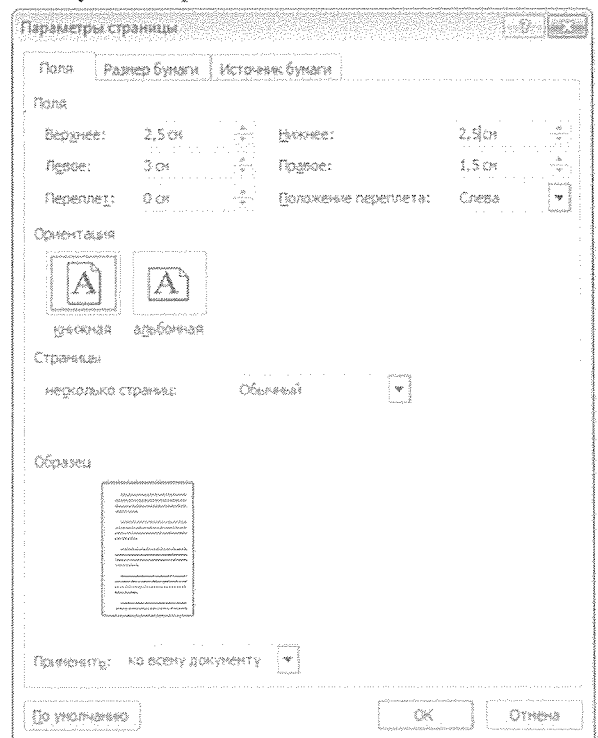 Параметры страницы
Поля Размер бумаги Источник бумаги
Поля
Верхнее: 2,5 см Нижнее: 2,5 см
Левое: 3 см Правое: 1,5 см
Переплет: 0 см Положение переплета: Слева
Ориентация
A A
книжная альбомная
Страницы
несколько страниц: Обычный
Образец
Применить: ко всему документу
По умолчанию ОК Отмена